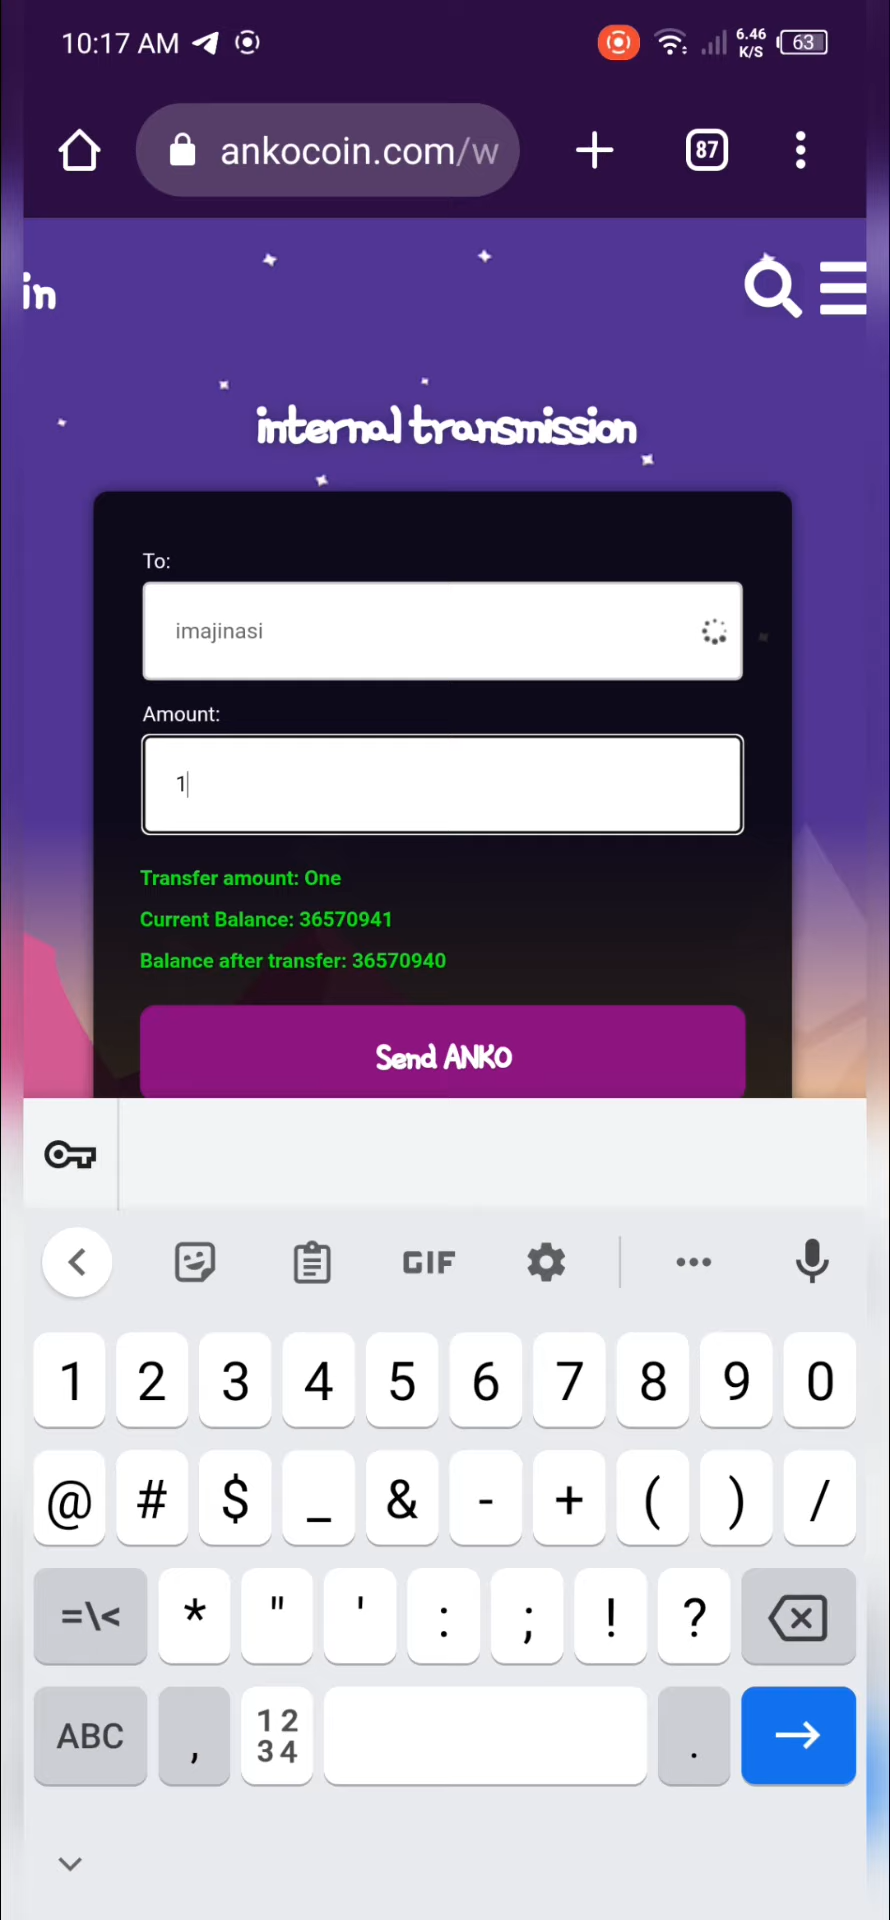 10:17 AM
6.46
K/S
63
ankocoin.com/w
87
in
internal transmission
To:
imajinasi
Amount:
1
Transfer amount: One
Current Balance: 36570941
Balance after transfer: 36570940
Send ANKO
GIF
1 2 3 4 5 6 7 8 9 0
@ # $ _ & - + ( ) /
=\< * " ' : ; ! ?
ABC , 1 2 3 4 .